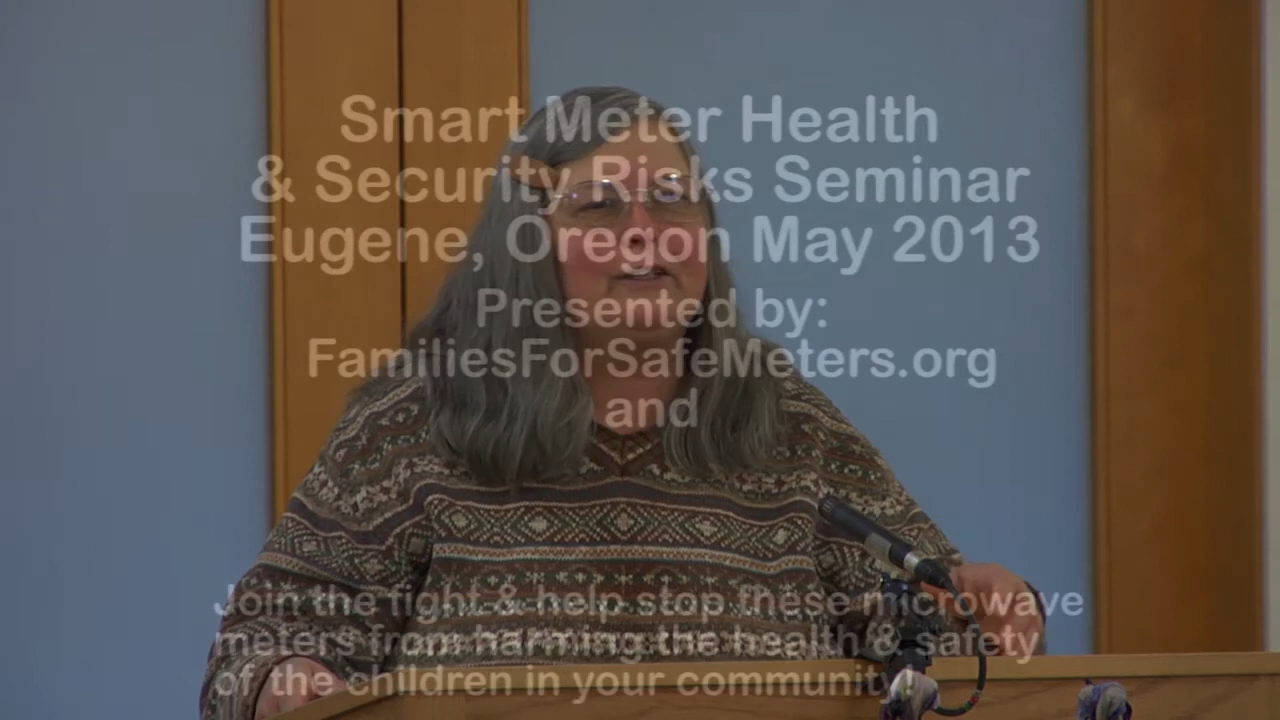 Smart Meter Health
& Security Risks Seminar
Eugene, Oregon May 2013
Presented by:
FamiliesForSafeMeters.org
and
Join the fight & help stop these microwave
meters from harming the health & safety
of the children in your community